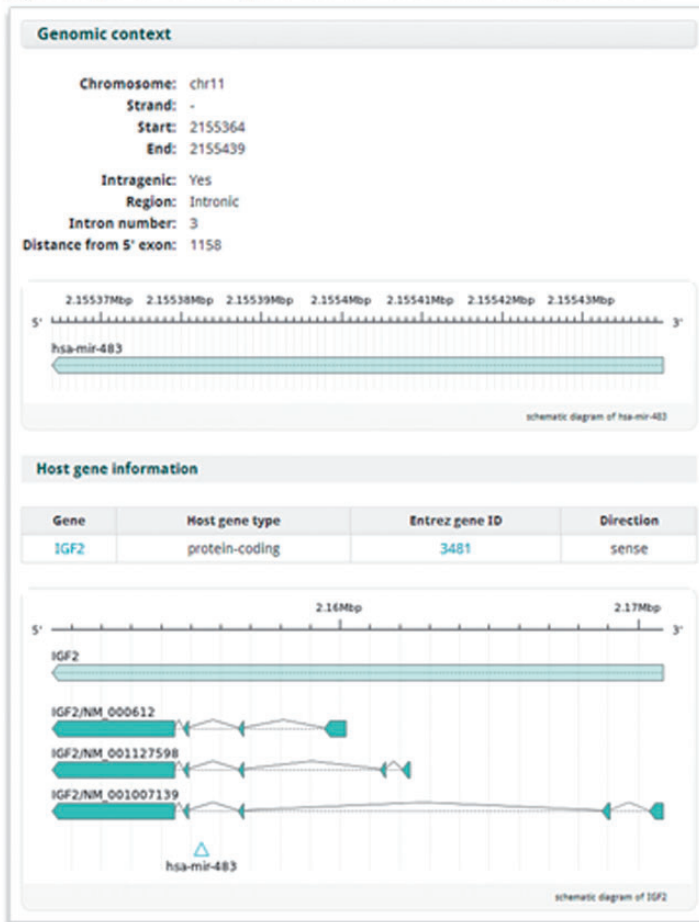 Genomic context
Chromosome: chr11
Strand: -
Start: 2155364
End: 2155439
Intragenic: Yes
Region: Intronic
Intron number: 3
Distance from 5' exon: 1158
2.15537Mbp 2.15538Mbp 2.15539Mbp 2.1554Mbp 2.15541Mbp 2.15542Mbp 2.15543Mbp
5' 3'
hsa-mir-483
schematic diagram of hsa-mir-483
Host gene information
Gene Host gene type Entrez gene ID Direction
IGF2 protein-coding 3481 sense
2.16Mbp 2.17Mbp
5' 3'
IGF2
IGF2/NM_000612
IGF2/NM_001127598
IGF2/NM_001007139
hsa-mir-483
schematic diagram of IGF2